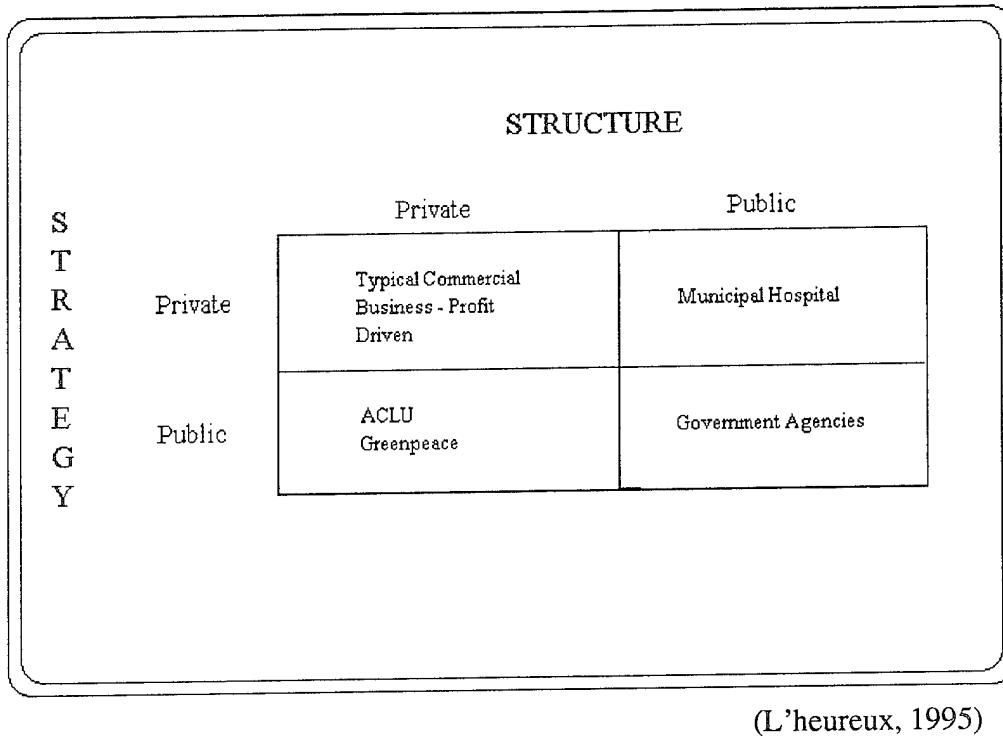 STRUCTURE
Private
Public
S
T
R
A
T
E
G
Y
Private
Typical Commercial
Business - Profit
Driven
Municipal Hospital
Public
ACLU
Greenpeace
Government Agencies
(L'heureux, 1995)